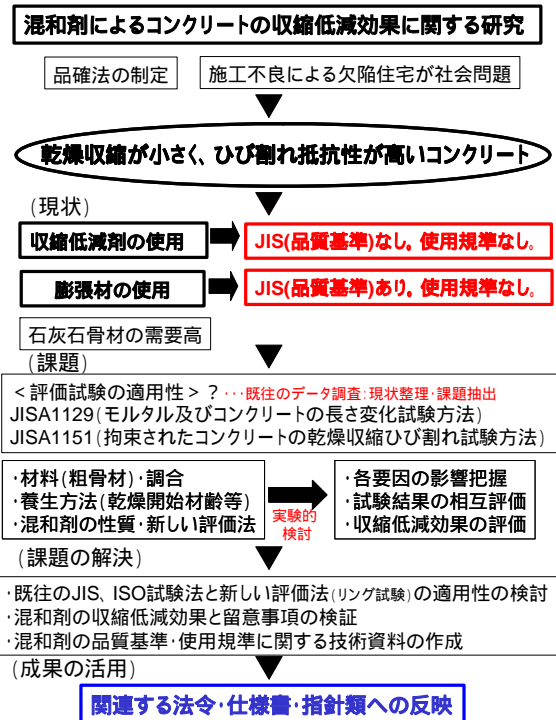 混和剤によるコンクリートの収縮低減効果に関する研究
品確法の制定
施工不良による欠陥住宅が社会問題
乾燥収縮が小さく、ひび割れ抵抗性が高いコンクリート
(現状)
収縮低減剤の使用
JIS(品質基準)なし。使用規準なし。
膨張材の使用
JIS(品質基準)あり。使用規準なし。
石灰石骨材の需要高
(課題)
<評価試験の適用性>?・・・既往のデータ調査:現状整理・課題抽出
JISA1129(モルタル及びコンクリートの長さ変化試験方法)
JISA1151(拘束されたコンクリートの乾燥収縮ひび割れ試験方法)
・材料(粗骨材)・調合
・養生方法(乾燥開始材齢等)
・混和剤の性質・新しい評価法
実験的
検討
・各要因の影響把握
・試験結果の相互評価
・収縮低減効果の評価
(課題の解決)
・既往のJIS、ISO試験法と新しい評価法(リング試験)の適用性の検討
・混和剤の収縮低減効果と留意事項の検証
・混和剤の品質基準・使用規準に関する技術資料の作成
(成果の活用)
関連する法令・仕様書・指針類への反映